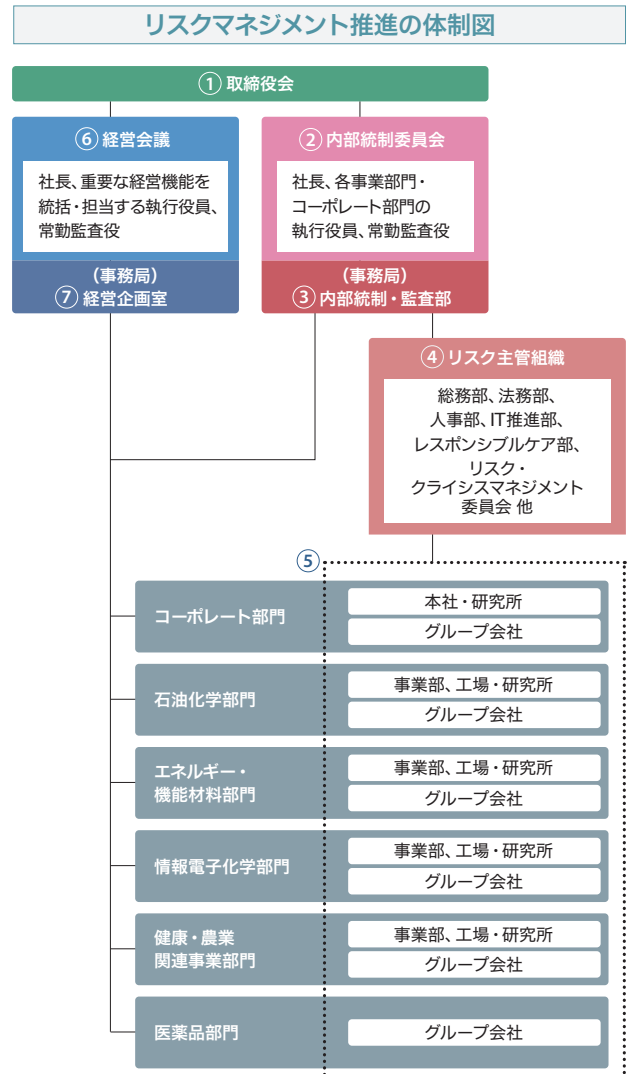 リスクマネジメント推進の体制図
① 取締役会
⑥ 経営会議
社長、重要な経営機能を
統括・担当する執行役員、
常勤監査役
（事務局）
⑦ 経営企画室
② 内部統制委員会
社長、各事業部門・
コーポレート部門の
執行役員、常勤監査役
（事務局）
③ 内部統制・監査部
④ リスク主管組織
総務部、法務部、
人事部、IT推進部、
レスポンシブルケア部、
リスク・
クライシスマネジメント
委員会 他
⑤
コーポレート部門
本社・研究所
グループ会社
石油化学部門
事業部、工場・研究所
グループ会社
エネルギー・
機能材料部門
事業部、工場・研究所
グループ会社
情報電子化学部門
事業部、工場・研究所
グループ会社
健康・農業
関連事業部門
事業部、工場・研究所
グループ会社
医薬品部門
グループ会社